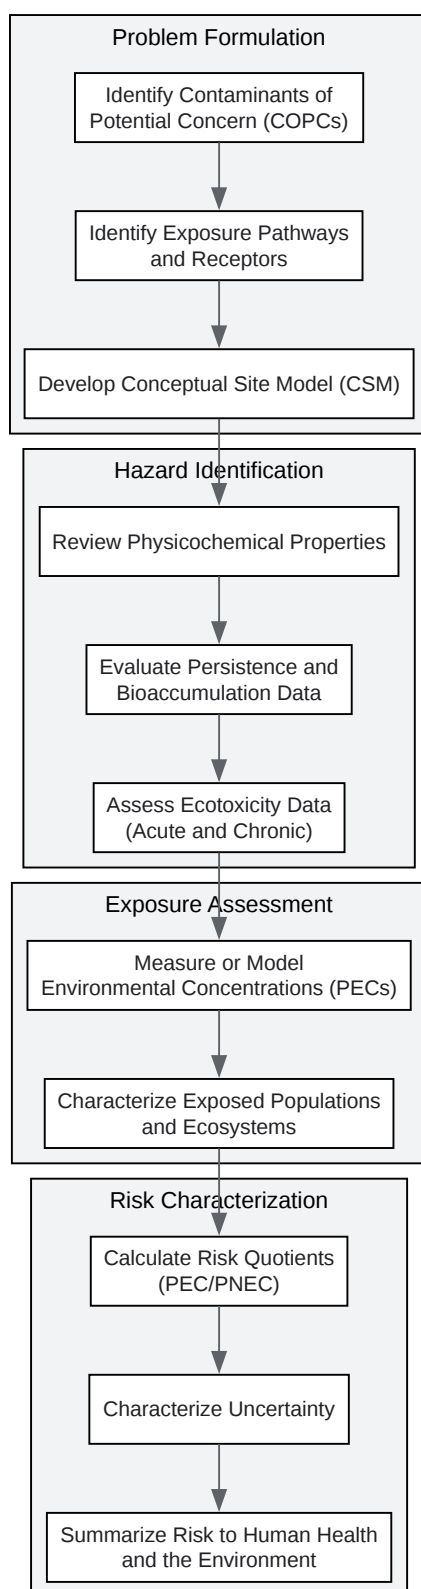 Problem Formulation
Identify Contaminants of
Potential Concern (COPCs)
Identify Exposure Pathways
and Receptors
Develop Conceptual Site Model (CSM)
Hazard Identification
Review Physicochemical Properties
Evaluate Persistence and
Bioaccumulation Data
Assess Ecotoxicity Data
(Acute and Chronic)
Exposure Assessment
Measure or Model
Environmental Concentrations (PECs)
Characterize Exposed Populations
and Ecosystems
Risk Characterization
Calculate Risk Quotients
(PEC/PNEC)
Characterize Uncertainty
Summarize Risk to Human Health
and the Environment